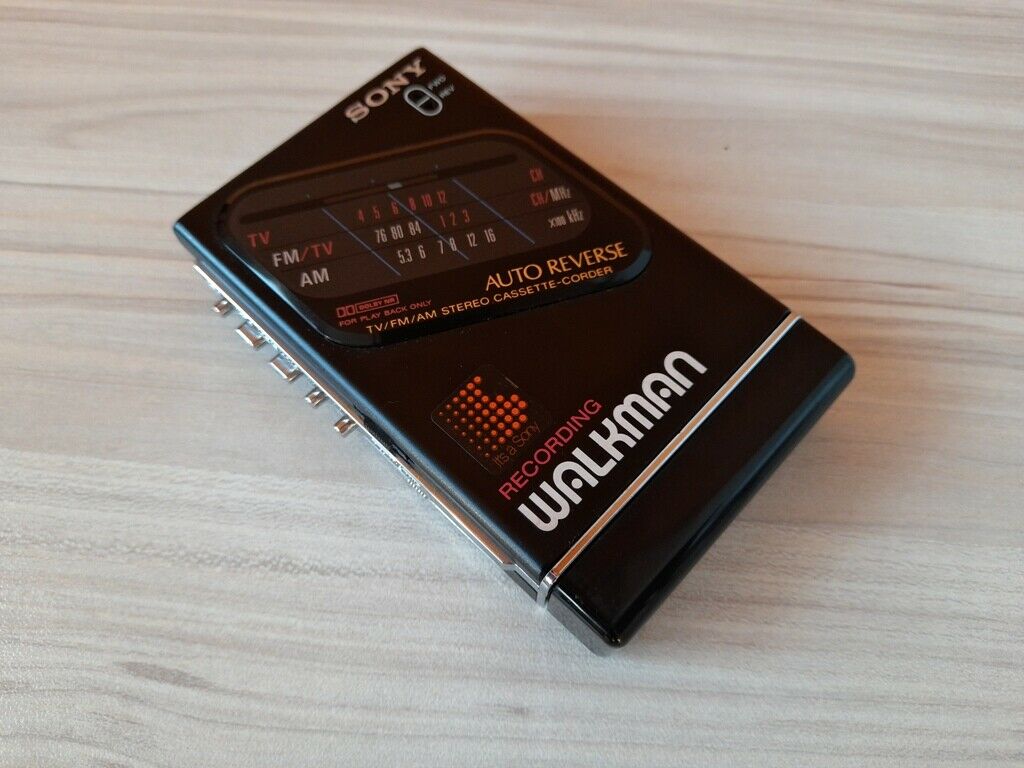 SONY
FWD
REV
TV 4 5 6 8 10 12 CH
FM/TV 76 80 84 1 2 3 CH/MHz
AM 5.3 6 7 8 12 16 x100 kHz
AUTO REVERSE
DOLBY NR
FOR PLAY BACK ONLY
TV/FM/AM STEREO CASSETTE-CORDER
It's a Sony
RECORDING
WALKMAN